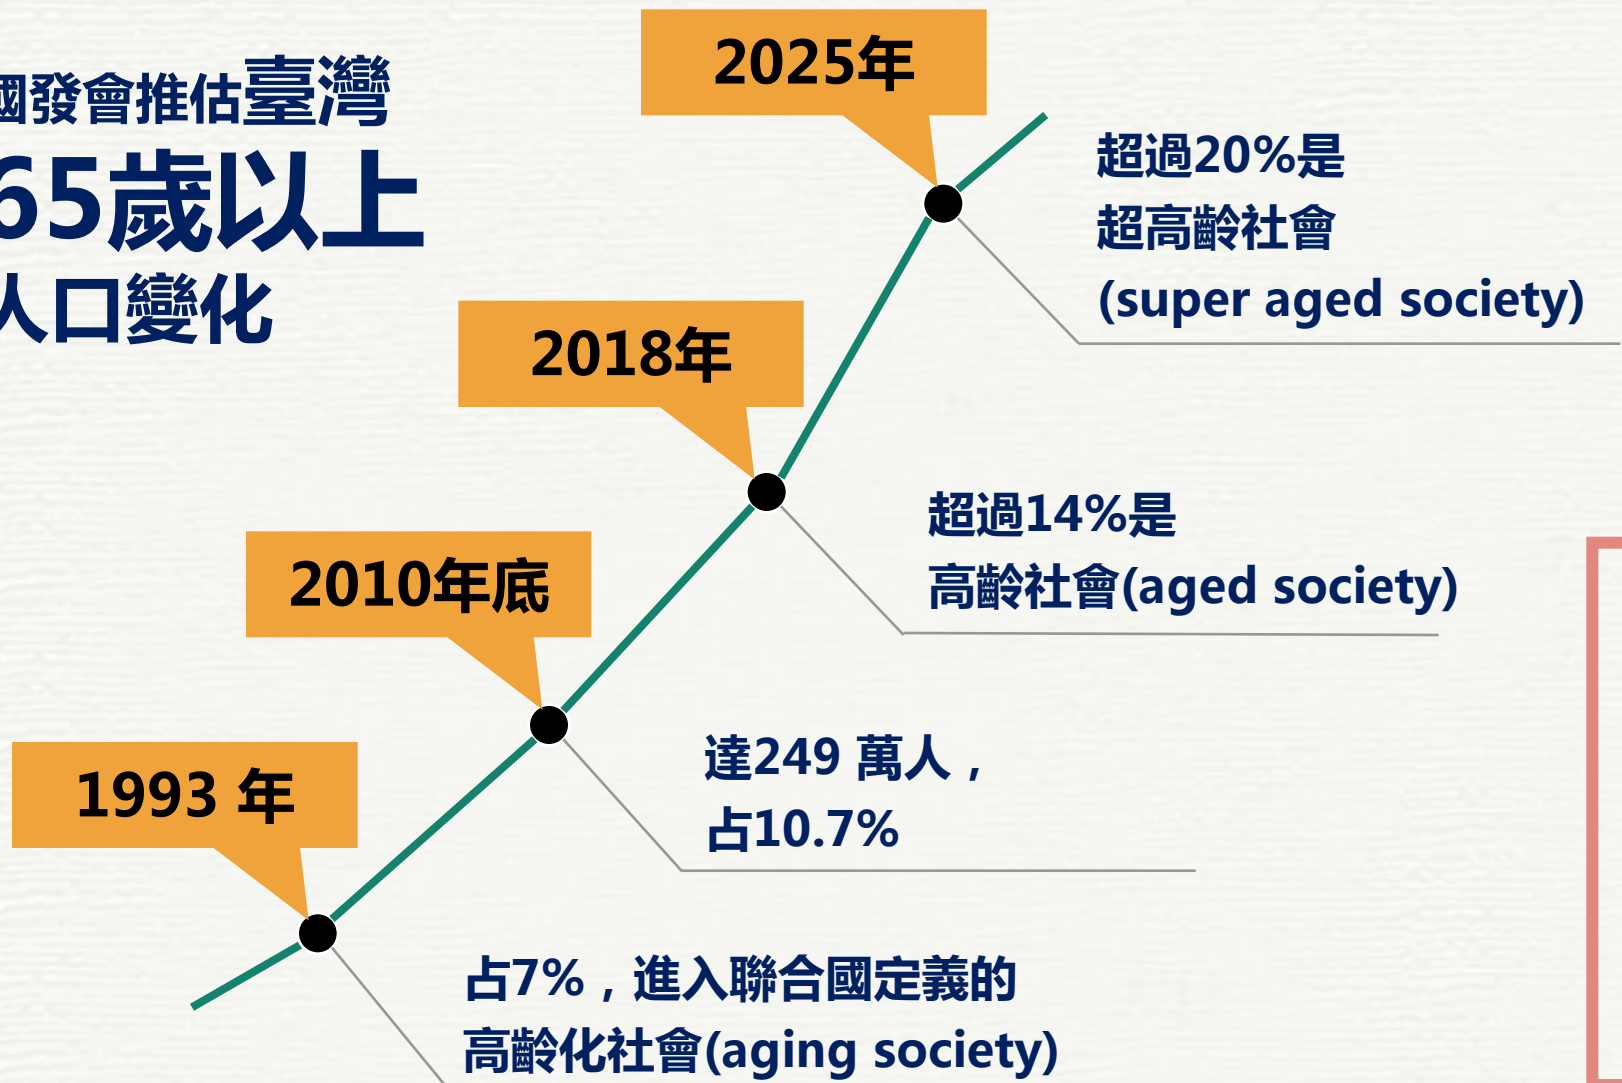 國發會推估臺灣
65歲以上
人口變化
2025年
超過20%是
超高齡社會
(super aged society)
2018年
超過14%是
高齡社會(aged society)
2010年底
達249 萬人，
占10.7%
1993 年
占7%，進入聯合國定義的
高齡化社會(aging society)